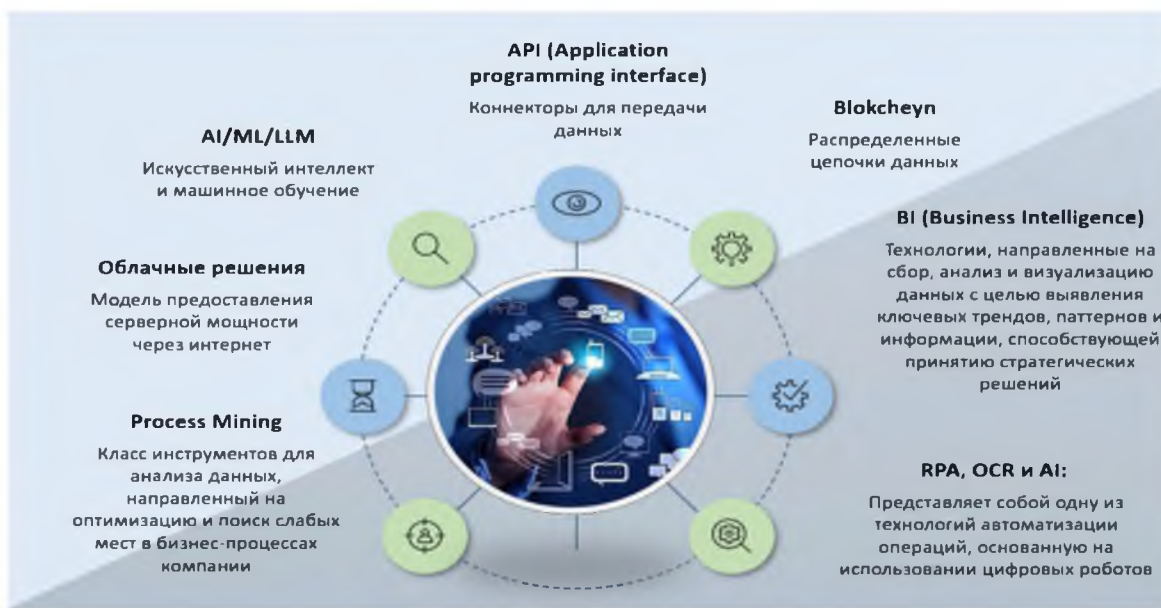 API (Application
programming interface)
Коннекторы для передачи
данных
Blokcheyn
Распределенные
цепочки данных
AI/ML/LLM
Искусственный интеллект
и машинное обучение
BI (Business Intelligence)
Технологии, направленные на
сбор, анализ и визуализацию
данных с целью выявления
ключевых трендов, паттернов и
информации, способствующей
принятию стратегических
решений
Облачные решения
Модель предоставления
серверной мощности
через интернет
Process Mining
Класс инструментов для
анализа данных,
направленный на
оптимизацию и поиск слабых
мест в бизнес-процессах
компании
RPA, OCR и AI:
Представляет собой одну из
технологий автоматизации
операций, основанную на
использовании цифровых роботов